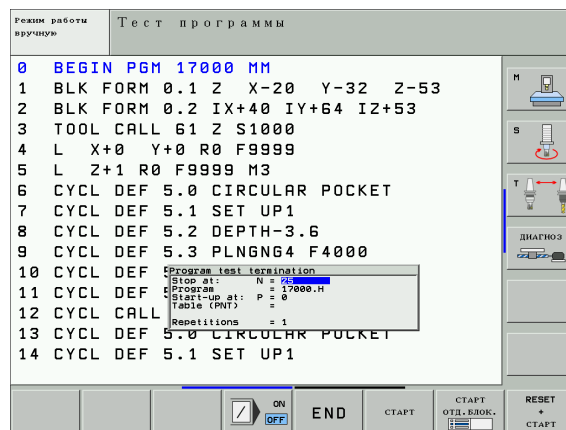 Режим работы
вручную
Тест программы
0 BEGIN PGM 17000 MM
1 BLK FORM 0.1 Z X-20 Y-32 Z-53
2 BLK FORM 0.2 IX+40 IY+64 IZ+53
3 TOOL CALL 61 Z S1000
4 L X+0 Y+0 R0 F9999
5 L Z+1 R0 F9999 M3
6 CYCL DEF 5.0 CIRCULAR POCKET
7 CYCL DEF 5.1 SET UP1
8 CYCL DEF 5.2 DEPTH-3.6
9 CYCL DEF 5.3 PLNGNG4 F4000
10 CYCL DEF
11 CYCL DEF
12 CYCL CALL
13 CYCL DEF 5.0 CIRCULAR POCKET
14 CYCL DEF 5.1 SET UP1
Program test termination
Stop at: N = 25
Program = 17000.H
Start-up at: P = 0
Table (PNT) =
Repetitions = 1
M
S
T
ДИАГНОЗ
ON
OFF
END
СТАРТ
СТАРТ
ОТД.БЛОК.
RESET
+
СТАРТ